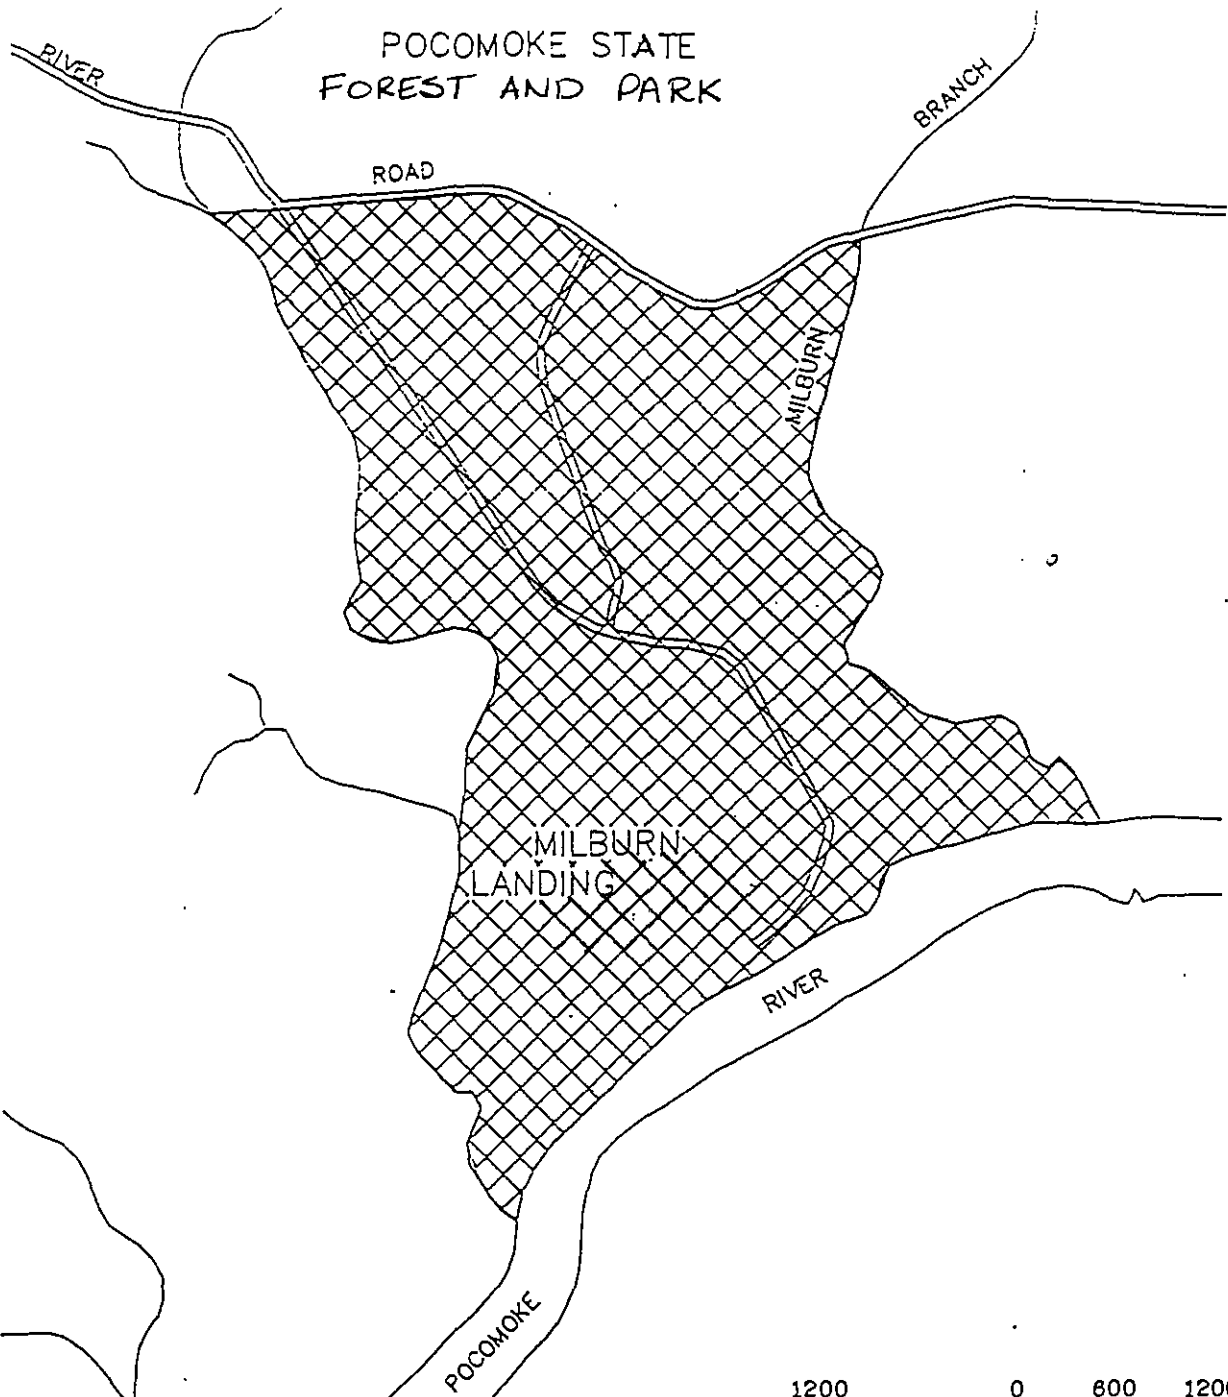 POCOMOKE STATE
FOREST AND PARK
RIVER
ROAD
BRANCH
MILBURN
MILBURN
LANDING
RIVER
POCOMOKE
1200 0 600